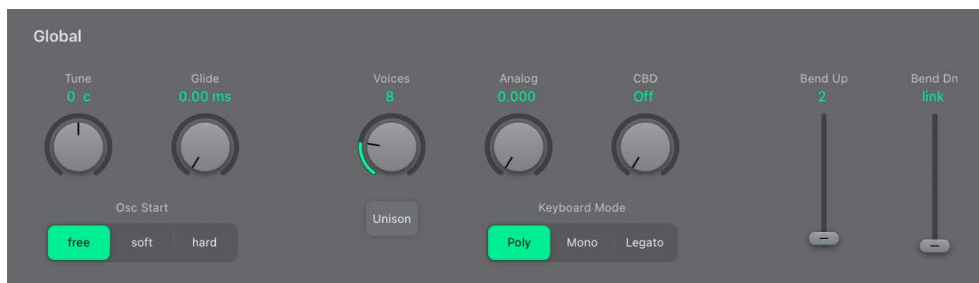 Global
Tune Glide Voices Analog CBD Bend Up Bend Dn
0 c 0.00 ms 8 0.000 Off 2 link
Osc Start Unison Keyboard Mode
free soft hard Poly Mono Legato